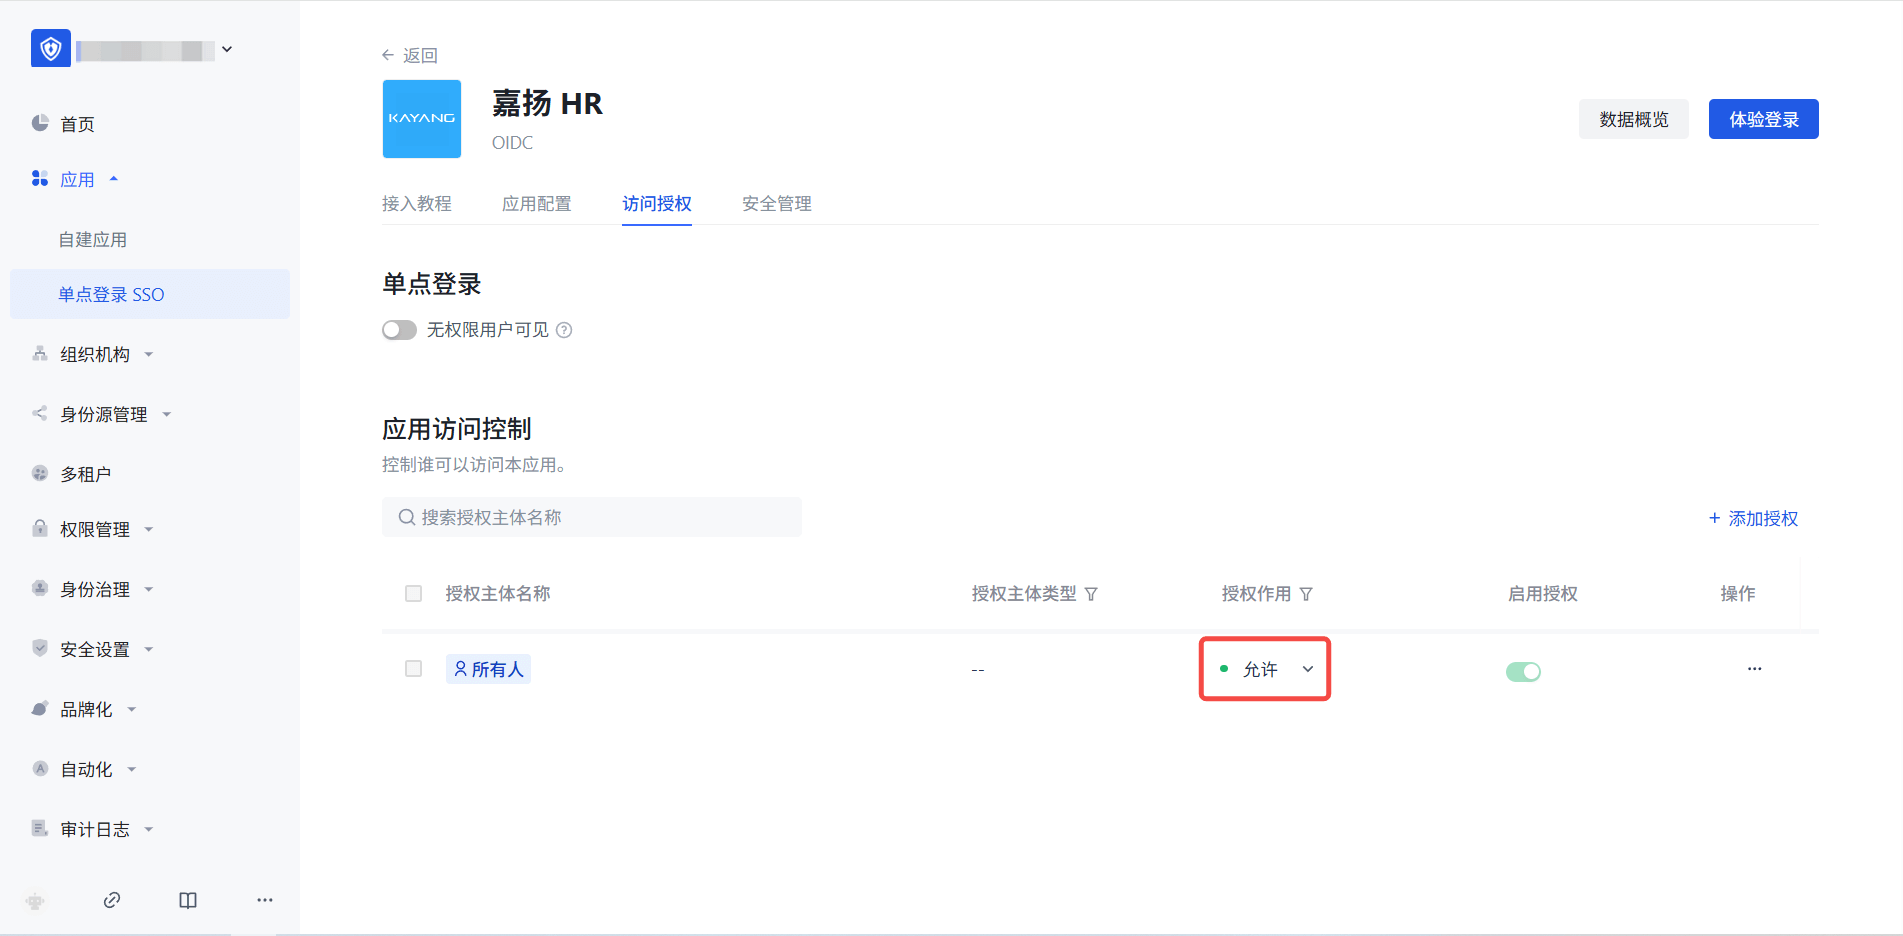 首页
应用
自建应用
单点登录 SSO
组织机构
身份源管理
多租户
权限管理
身份治理
安全设置
品牌化
自动化
审计日志
返回
KAYANG
嘉扬 HR
OIDC
数据概览
体验登录
接入教程
应用配置
访问授权
安全管理
单点登录
无权限用户可见
应用访问控制
控制谁可以访问本应用。
搜索授权主体名称
+ 添加授权
授权主体名称 授权主体类型 授权作用 启用授权 操作
所有人 -- 允许